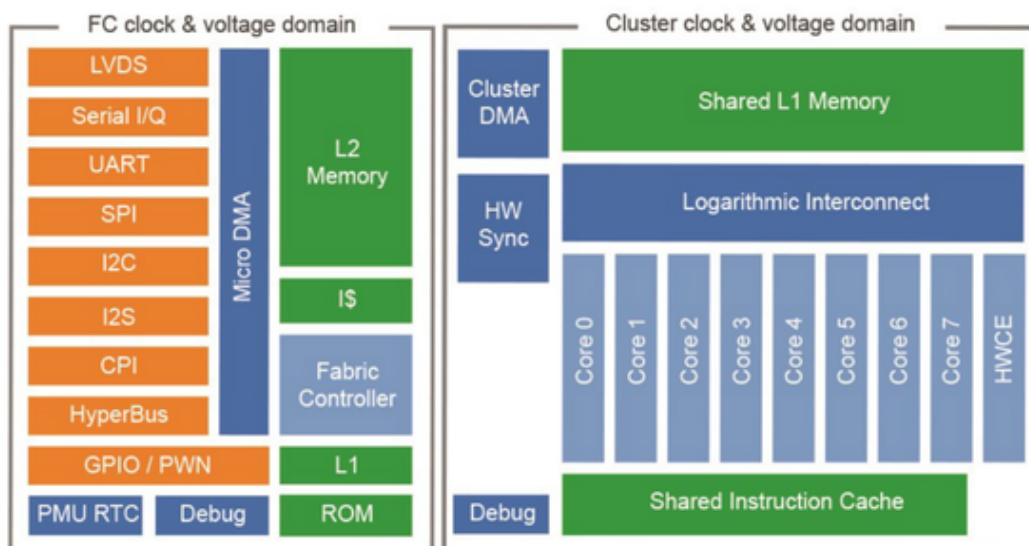 FC clock & voltage domain
LVDS
Serial I/Q
UART
SPI
I2C
I2S
CPI
HyperBus
GPIO / PWN
PMU RTC
Debug
Micro DMA
L2
Memory
I$
Fabric
Controller
L1
ROM
Cluster clock & voltage domain
Cluster
DMA
HW
Sync
Debug
Shared L1 Memory
Logarithmic Interconnect
Core 0
Core 1
Core 2
Core 3
Core 4
Core 5
Core 6
Core 7
HWCE
Shared Instruction Cache